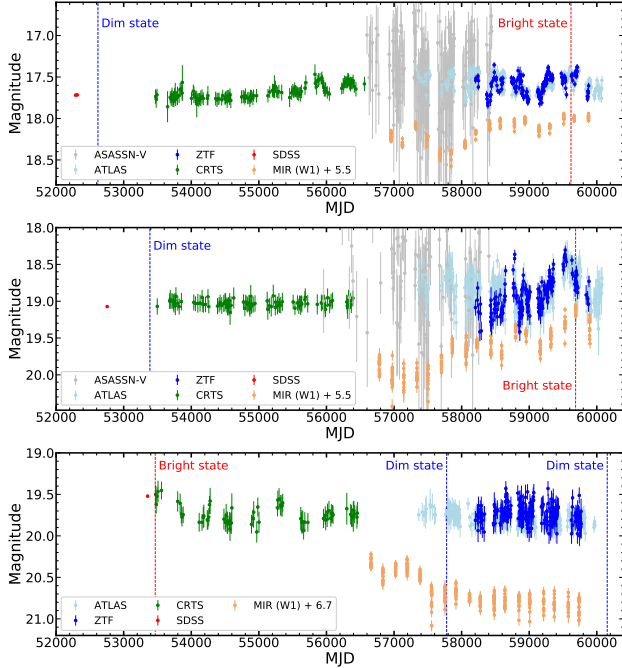 17.0
17.5
18.0
18.5
Magnitude
Dim state
Bright state
ASASSN-V ZTF SDSS
ATLAS CRTS MIR (W1) + 5.5
52000 53000 54000 55000 56000 57000 58000 59000 60000
MJD
18.0
18.5
19.0
19.5
20.0
Magnitude
Dim state
Bright state
ASASSN-V ZTF SDSS
ATLAS CRTS MIR (W1) + 5.5
52000 53000 54000 55000 56000 57000 58000 59000 60000
MJD
19.0
19.5
20.0
20.5
21.0
Magnitude
Bright state Dim state Dim state
ATLAS CRTS MIR (W1) + 6.7
ZTF SDSS
52000 53000 54000 55000 56000 57000 58000 59000 60000
MJD